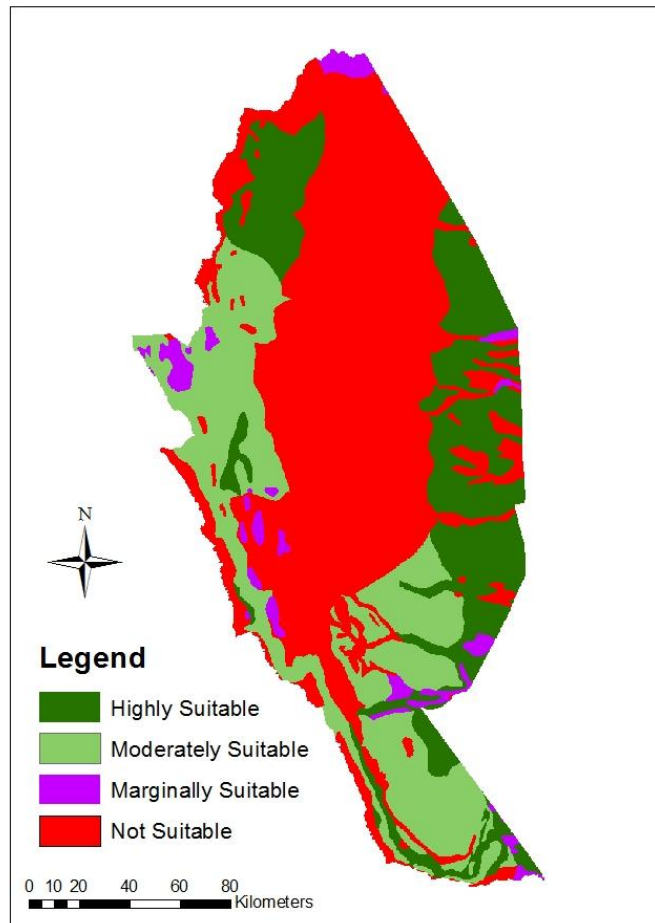 N
Legend
Highly Suitable
Moderately Suitable
Marginally Suitable
Not Suitable
0 10 20 40 60 80
Kilometers